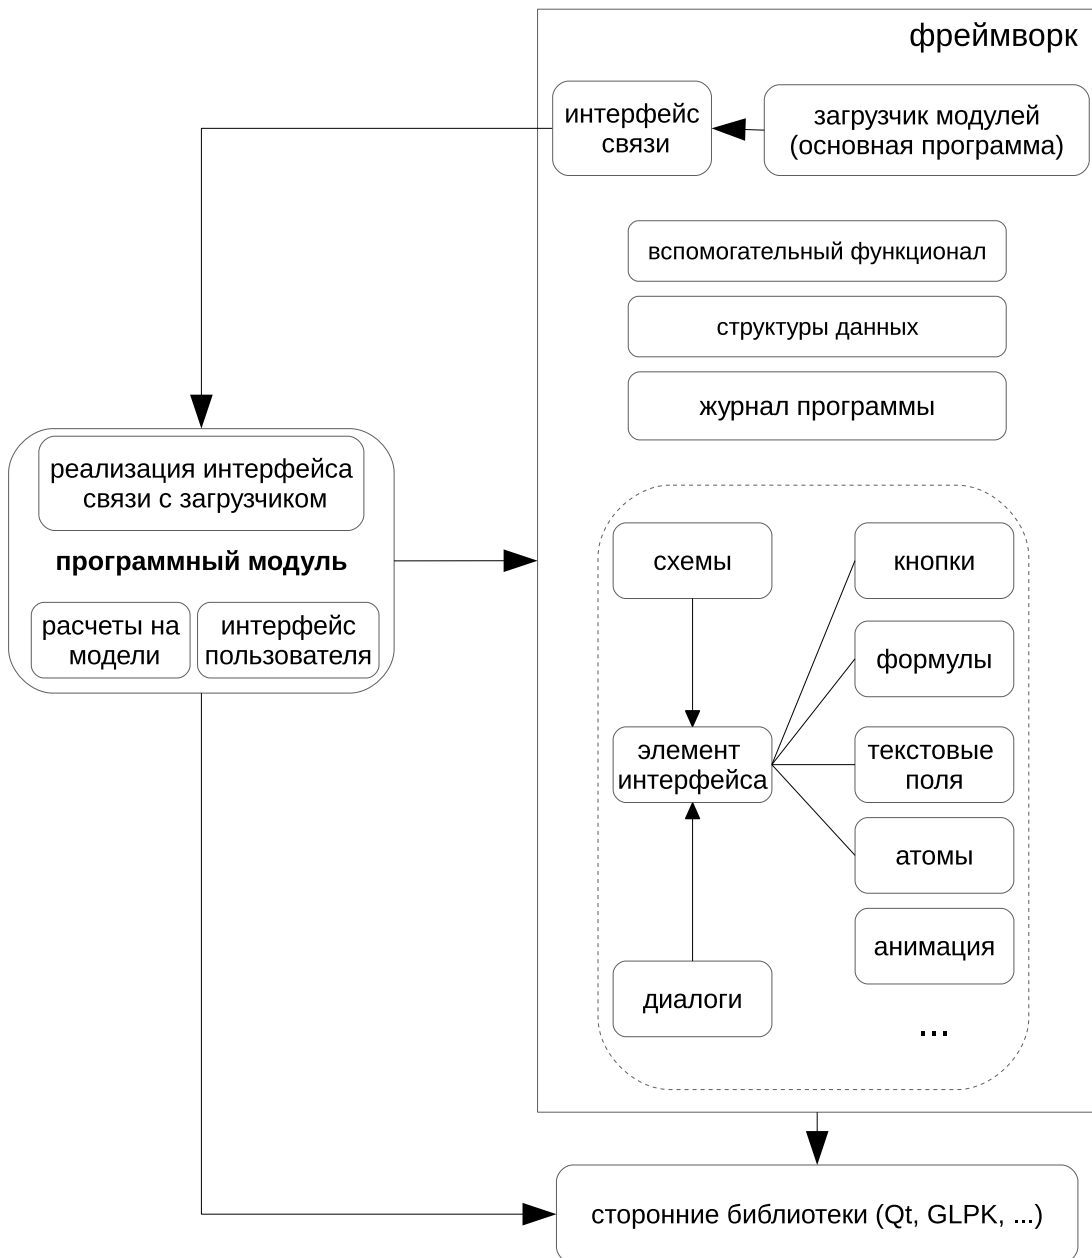 фреймворк
интерфейс
связи
загрузчик модулей
(основная программа)
вспомогательный функционал
структуры данных
журнал программы
реализация интерфейса
связи с загрузчиком
программный модуль
расчеты на
модели
интерфейс
пользователя
схемы
кнопки
формулы
элемент
интерфейса
текстовые
поля
атомы
анимация
диалоги
...
сторонние библиотеки (Qt, GLPK, ...)